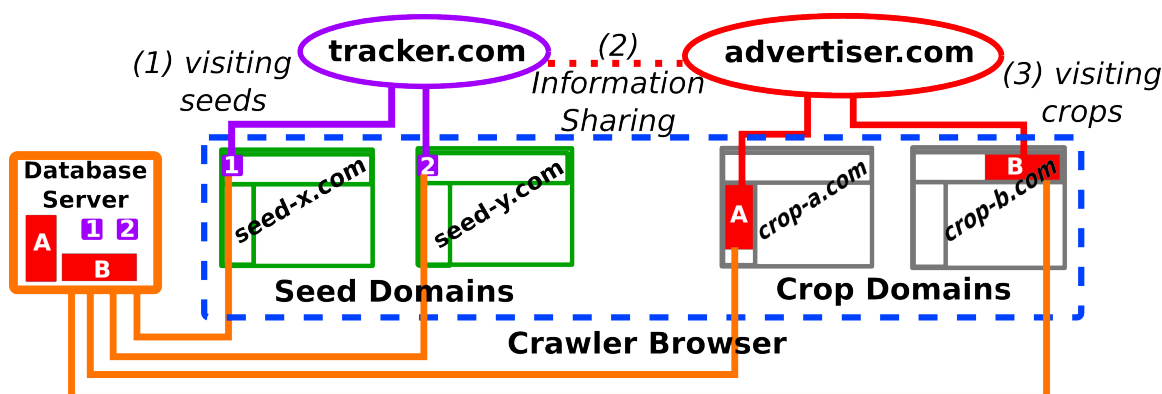 tracker.com
advertiser.com
(1) visiting
seeds
(2)
Information
Sharing
(3) visiting
crops
Database
Server
1 2
A
B
1
seed-x.com
2
seed-y.com
A
crop-a.com
B
crop-b.com
Seed Domains
Crop Domains
Crawler Browser